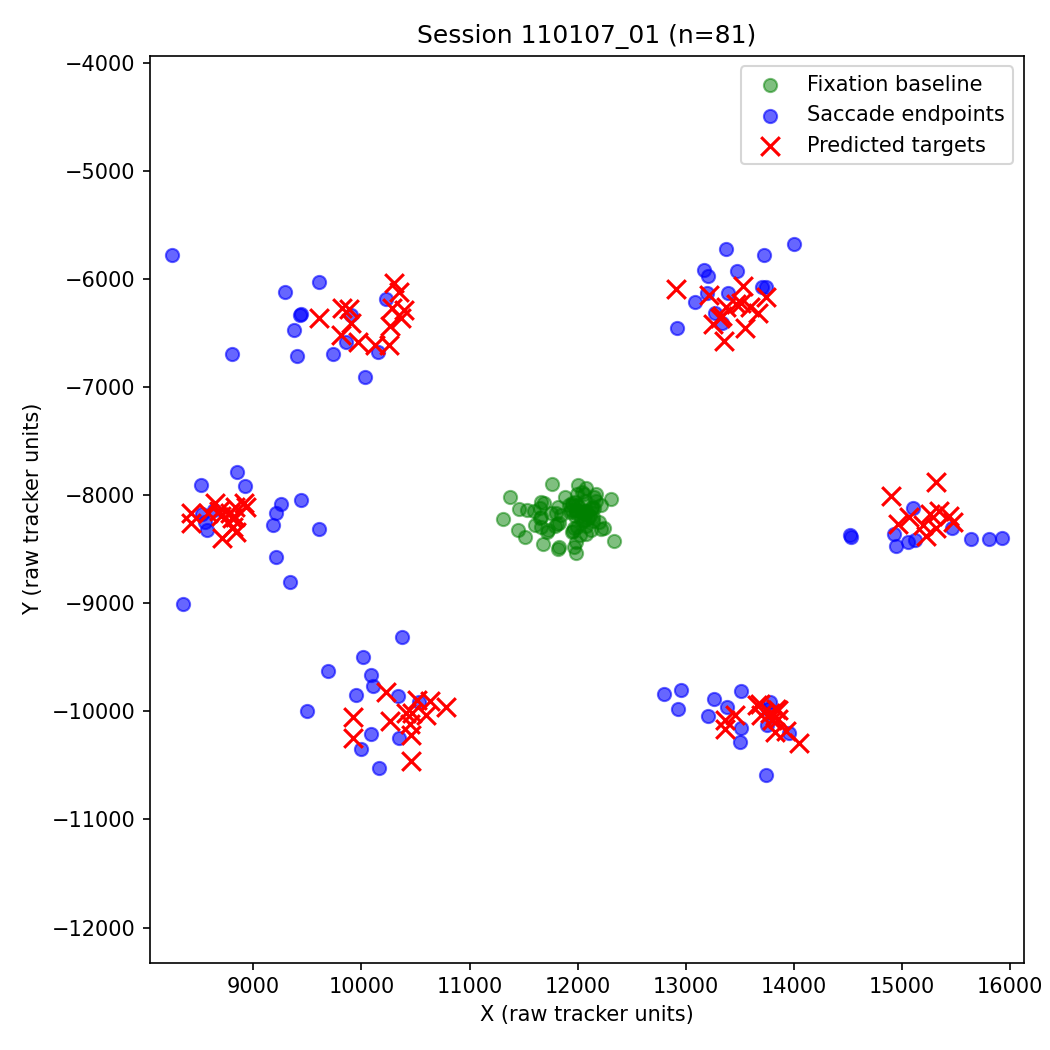 Session 110107_01 (n=81)
Fixation baseline
Saccade endpoints
Predicted targets
−4000
−5000
−6000
−7000
−8000
−9000
−10000
−11000
−12000
Y (raw tracker units)
9000 10000 11000 12000 13000 14000 15000 16000
X (raw tracker units)